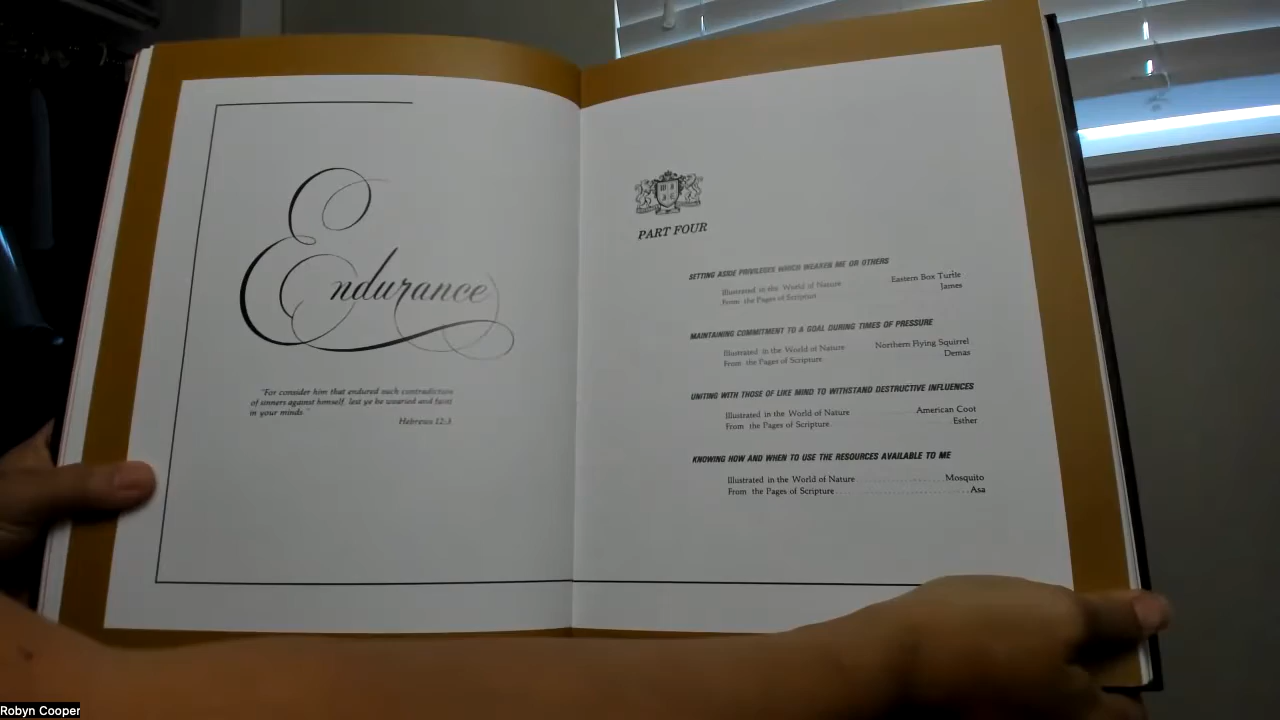 Endurance
"For consider him that endured such contradiction
of sinners against himself, lest ye be wearied and faint
in your minds."
Hebrews 12:3
PART FOUR
SETTING ASIDE PRIVILEGES WHICH WEAKEN ME OR OTHERS
Illustrated in the World of Nature Eastern Box Turtle
From the Pages of Scripture James
MAINTAINING COMMITMENT TO A GOAL DURING TIMES OF PRESSURE
Illustrated in the World of Nature Northern Flying Squirrel
From the Pages of Scripture Demas
UNITING WITH THOSE OF LIKE MIND TO WITHSTAND DESTRUCTIVE INFLUENCES
Illustrated in the World of Nature American Coot
From the Pages of Scripture Esther
KNOWING HOW AND WHEN TO USE THE RESOURCES AVAILABLE TO ME
Illustrated in the World of Nature . . . . . . . . . . . . Mosquito
From the Pages of Scripture . . . . . . . . . . . . . . . . . . Asa
Robyn Cooper